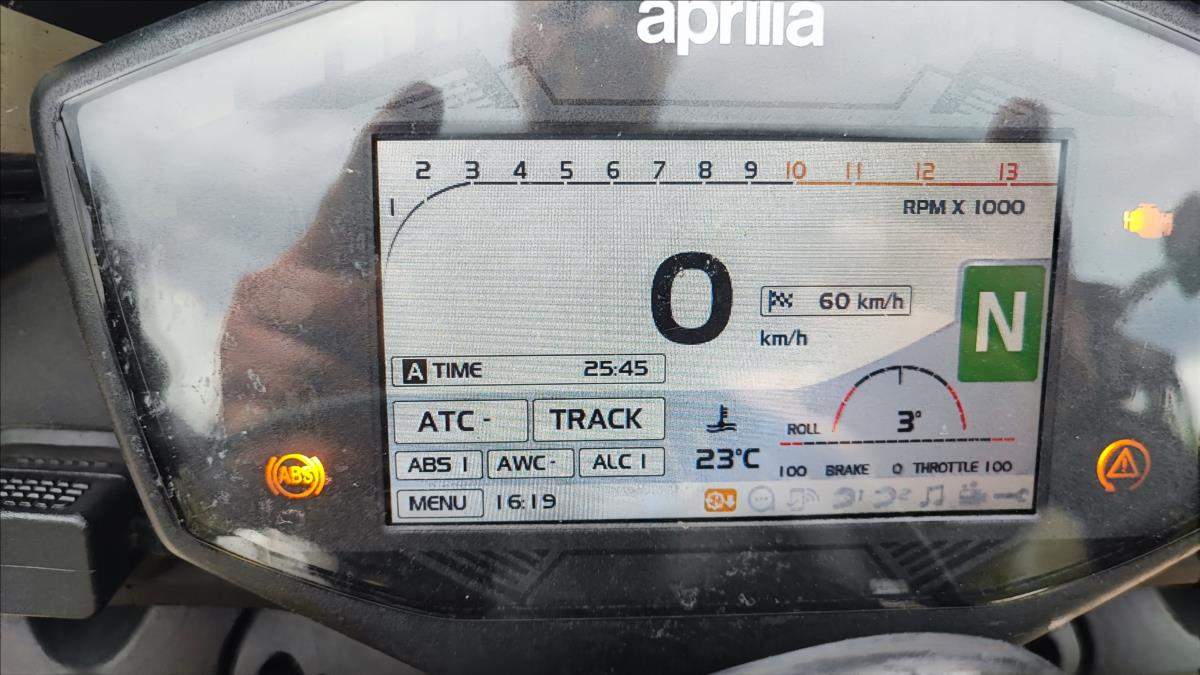 aprilia
2 3 4 5 6 7 8 9 10 11 12 13
1
RPM X 1000
0
60 km/h
km/h
N
A TIME 25:45
ATC - TRACK
ROLL 3°
ABS 1 AWC- ALC 1
23°C
100 BRAKE 0 THROTTLE 100
ABS
MENU 16:19
1 2